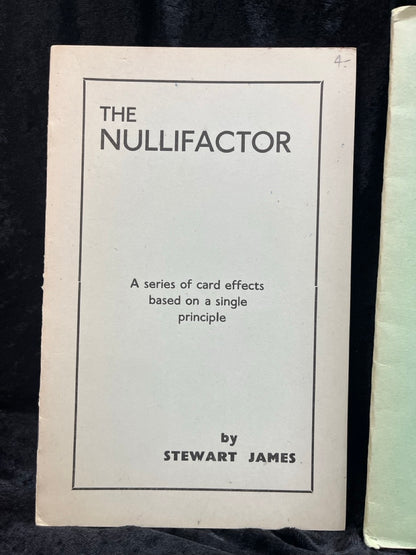 4-
THE
NULLIFACTOR
A series of card effects
based on a single
principle
by
STEWART JAMES